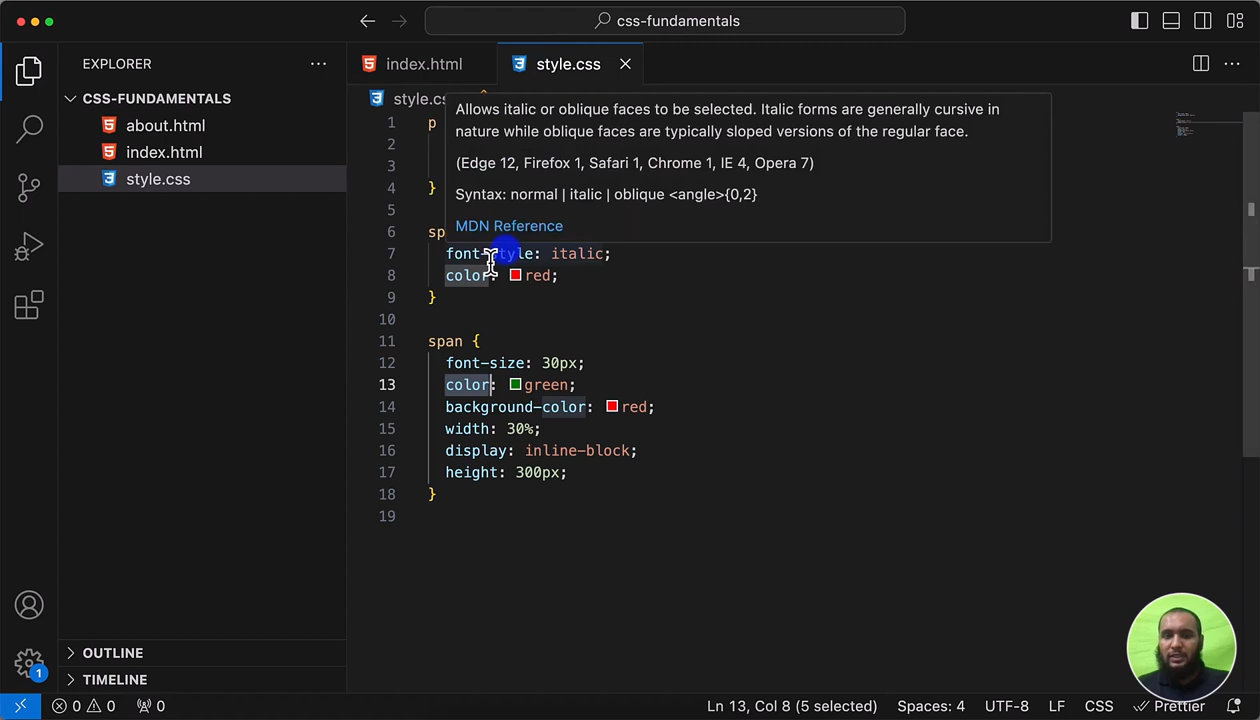 css-fundamentals
EXPLORER
index.html
style.css
CSS-FUNDAMENTALS
about.html
index.html
style.css
style.cs
Allows italic or oblique faces to be selected. Italic forms are generally cursive in
nature while oblique faces are typically sloped versions of the regular face.
(Edge 12, Firefox 1, Safari 1, Chrome 1, IE 4, Opera 7)
Syntax: normal | italic | oblique <angle>{0,2}
MDN Reference
1 p
2
3
4 }
5
6 sp
7 font-style: italic;
8 color: red;
9 }
10
11 span {
12 font-size: 30px;
13 color: green;
14 background-color: red;
15 width: 30%;
16 display: inline-block;
17 height: 300px;
18 }
19
OUTLINE
TIMELINE
1
0 0 0
Ln 13, Col 8 (5 selected)
Spaces: 4
UTF-8
LF
CSS
Prettier